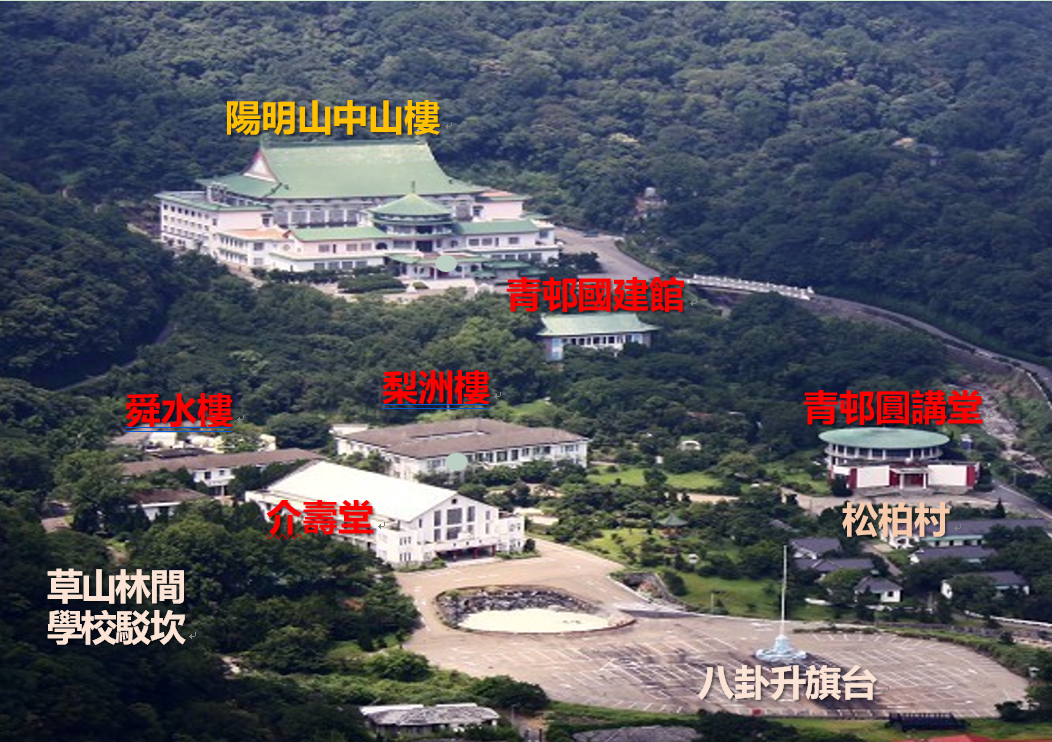 陽明山中山樓
青邨國建館
梨洲樓
舜水樓
青邨圓講堂
介壽堂
松柏村
草山林間
學校駁坎
八卦升旗台